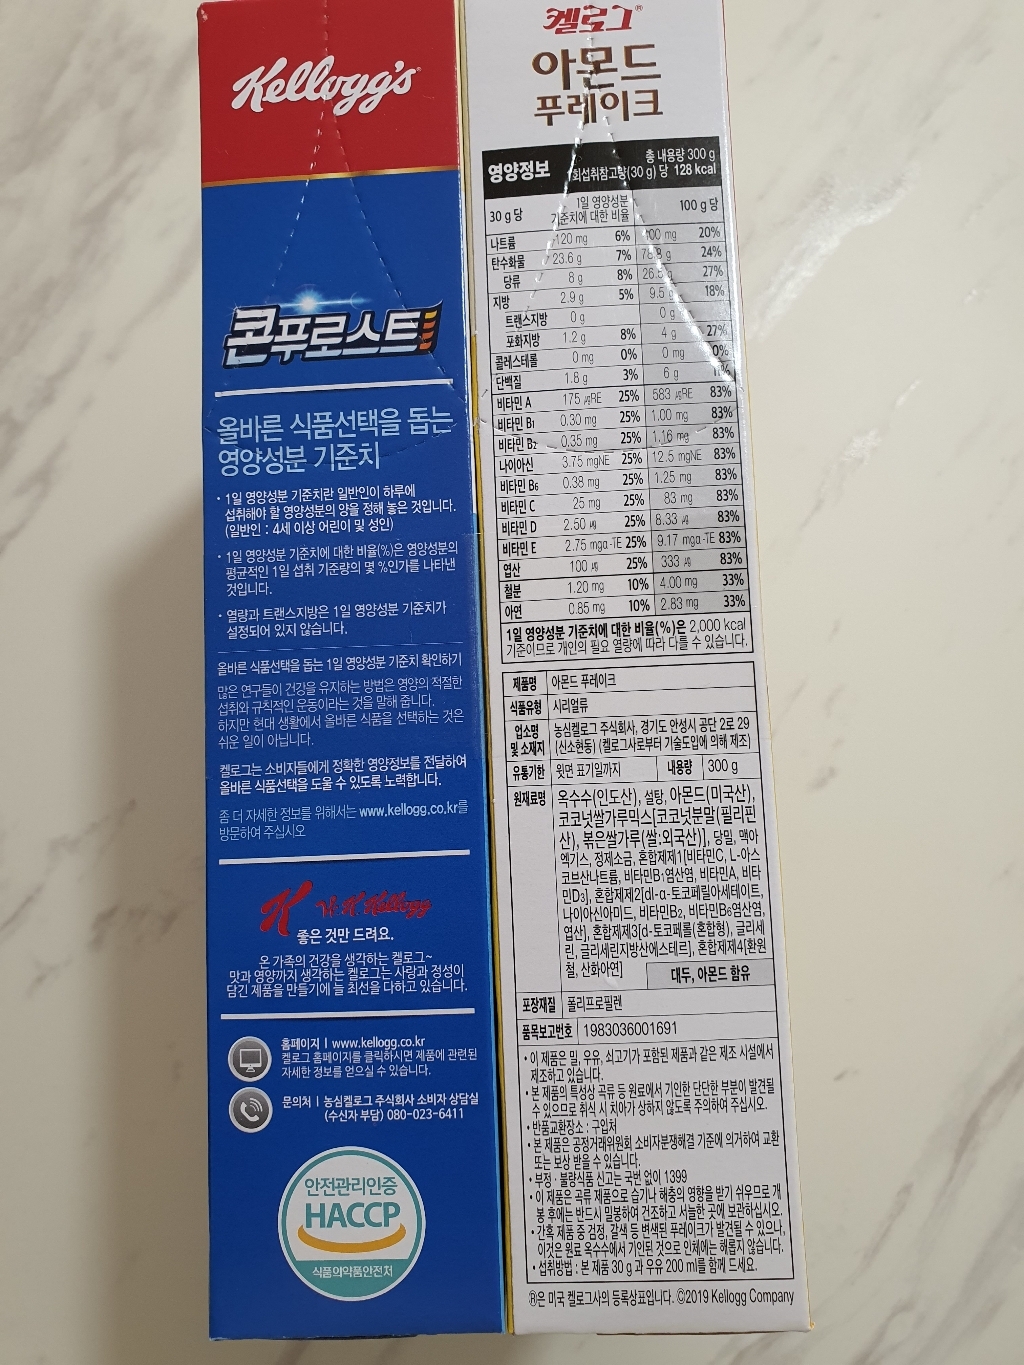 Kellogg's
콘푸로스트
올바른 식품선택을 돕는
영양성분 기준치
· 1일 영양성분 기준치란 일반인이 하루에
섭취해야 할 영양성분의 양을 정해 놓은 것입니다.
(일반인 : 4세 이상 어린이 및 성인)
· 1일 영양성분 기준치에 대한 비율(%)은 영양성분의
평균적인 1일 섭취 기준량의 몇 %인가를 나타낸
것입니다.
· 열량과 트랜스지방은 1일 영양성분 기준치가
설정되어 있지 않습니다.
올바른 식품선택을 돕는 1일 영양성분 기준치 확인하기
많은 연구들이 건강을 유지하는 방법은 영양의 적절한
섭취와 규칙적인 운동이라는 것을 말해 줍니다.
하지만 현대 생활에서 올바른 식품을 선택하는 것은
쉬운 일이 아닙니다.
켈로그는 소비자들에게 정확한 영양정보를 전달하여
올바른 식품선택을 도울 수 있도록 노력합니다.
좀 더 자세한 정보를 위해서는 www.kellogg.co.kr를
방문하여 주십시오
K W.K. Kellogg
좋은 것만 드려요.
온 가족의 건강을 생각하는 켈로그~
맛과 영양까지 생각하는 켈로그는 사랑과 정성이
담긴 제품을 만들기에 늘 최선을 다하고 있습니다.
홈페이지 | www.kellogg.co.kr
켈로그 홈페이지를 클릭하시면 제품에 관련된
자세한 정보를 얻으실 수 있습니다.
문의처 | 농심켈로그 주식회사 소비자 상담실
(수신자 부담) 080-023-6411
안전관리인증
HACCP
식품의약품안전처
켈로그®
아몬드
푸레이크
영양정보 총 내용량 300 g
1회섭취참고량(30 g) 당 128 kcal
30 g당 1일 영양성분 기준치에 대한 비율 100 g당
나트륨 120 mg 6% 400 mg 20%
탄수화물 23.6 g 7% 78.8 g 24%
당류 8 g 8% 26.5 g 27%
지방 2.9 g 5% 9.5 g 18%
트랜스지방 0 g 0 g
포화지방 1.2 g 8% 4 g 27%
콜레스테롤 0 mg 0% 0 mg 0%
단백질 1.8 g 3% 6 g 11%
비타민 A 175 μgRE 25% 583 μgRE 83%
비타민 B1 0.30 mg 25% 1.00 mg 83%
비타민 B2 0.35 mg 25% 1.16 mg 83%
나이아신 3.75 mgNE 25% 12.5 mgNE 83%
비타민 B6 0.38 mg 25% 1.25 mg 83%
비타민 C 25 mg 25% 83 mg 83%
비타민 D 2.50 μg 25% 8.33 μg 83%
비타민 E 2.75 mgα-TE 25% 9.17 mgα-TE 83%
엽산 100 μg 25% 333 μg 83%
철분 1.20 mg 10% 4.00 mg 33%
아연 0.85 mg 10% 2.83 mg 33%
1일 영양성분 기준치에 대한 비율(%)은 2,000 kcal
기준이므로 개인의 필요 열량에 따라 다를 수 있습니다.
제품명 아몬드 푸레이크
식품유형 시리얼류
업소명 및 소재지 농심켈로그 주식회사, 경기도 안성시 공단 2로 29
(신소현동) (켈로그사로부터 기술도입에 의해 제조)
유통기한 윗면 표기일까지 내용량 300 g
원재료명 옥수수(인도산), 설탕, 아몬드(미국산),
코코넛쌀가루믹스[코코넛분말(필리핀
산), 볶은쌀가루(쌀:외국산)], 당밀, 맥아
엑기스, 정제소금, 혼합제제1[비타민C, L-아스
코브산나트륨, 비타민B1염산염, 비타민A, 비타
민D3], 혼합제제2[dl-α-토코페릴아세테이트,
나이아신아미드, 비타민B2, 비타민B6염산염,
엽산], 혼합제제3[d-토코페롤(혼합형), 글리세
린, 글리세린지방산에스테르], 혼합제제4[환원
철, 산화아연]
대두, 아몬드 함유
포장재질 폴리프로필렌
품목보고번호 1983036001691
· 이 제품은 밀, 우유, 쇠고기가 포함된 제품과 같은 제조 시설에서
제조하고 있습니다.
· 본 제품의 특성상 곡류 등 원료에서 기인한 단단한 부분이 발견될
수 있으므로 취식 시 치아가 상하지 않도록 주의하여 주십시오.
· 반품교환장소 : 구입처
· 본 제품은 공정거래위원회 소비자분쟁해결 기준에 의거하여 교환
또는 보상 받을 수 있습니다.
· 부정 · 불량식품 신고는 국번 없이 1399
· 이 제품은 곡류 제품으로 습기나 해충의 영향을 받기 쉬우므로 개
봉 후에는 반드시 밀봉하여 건조하고 서늘한 곳에 보관하십시오.
· 간혹 제품 중 검정, 갈색 등 변색된 푸레이크가 발견될 수 있으나,
이것은 원료 옥수수에서 기인된 것으로 인체에는 해롭지 않습니다.
· 섭취방법 : 본 제품 30 g 과 우유 200 ml를 함께 드세요.
®은 미국 켈로그사의 등록상표입니다. ©2019 Kellogg Company